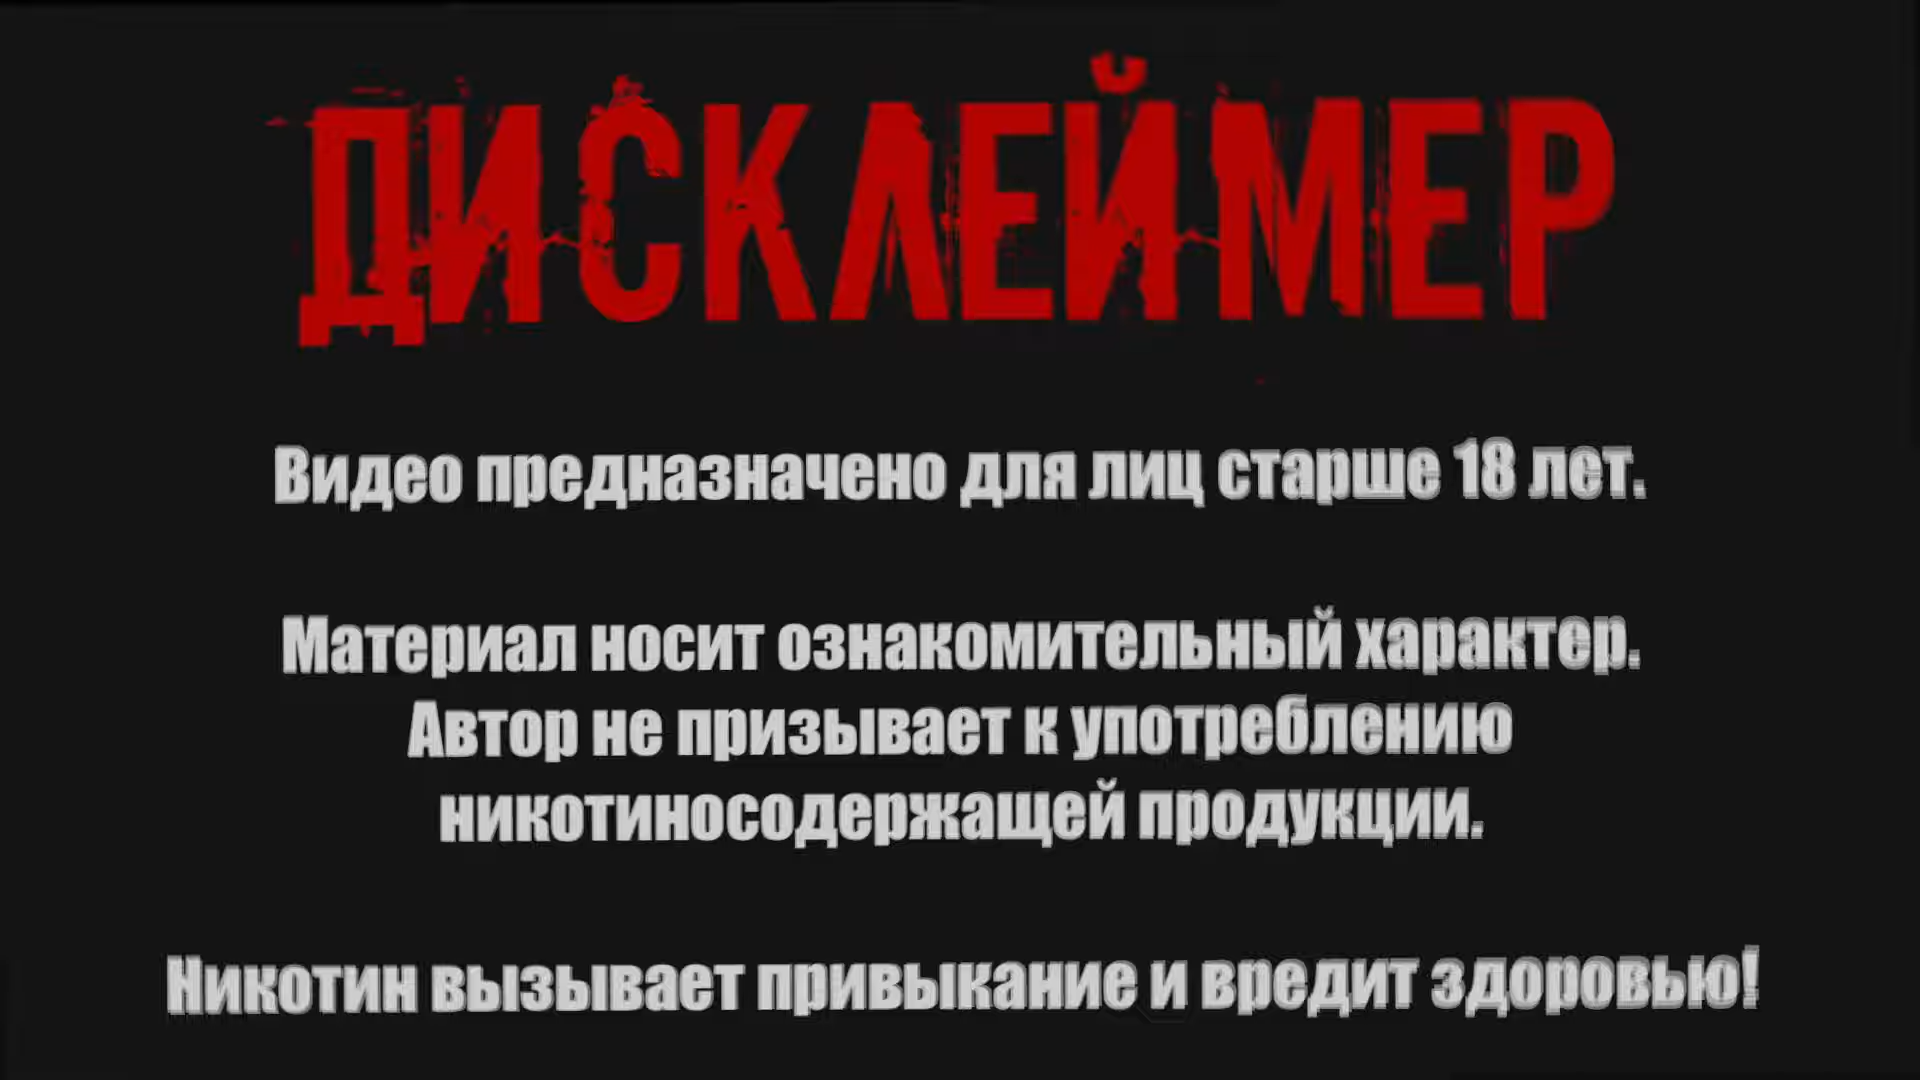 ДИСКЛЕЙМЕР
Видео предназначено для лиц старше 18 лет.
Материал носит ознакомительный характер.
Автор не призывает к употреблению
никотиносодержащей продукции.
Никотин вызывает привыкание и вредит здоровью!